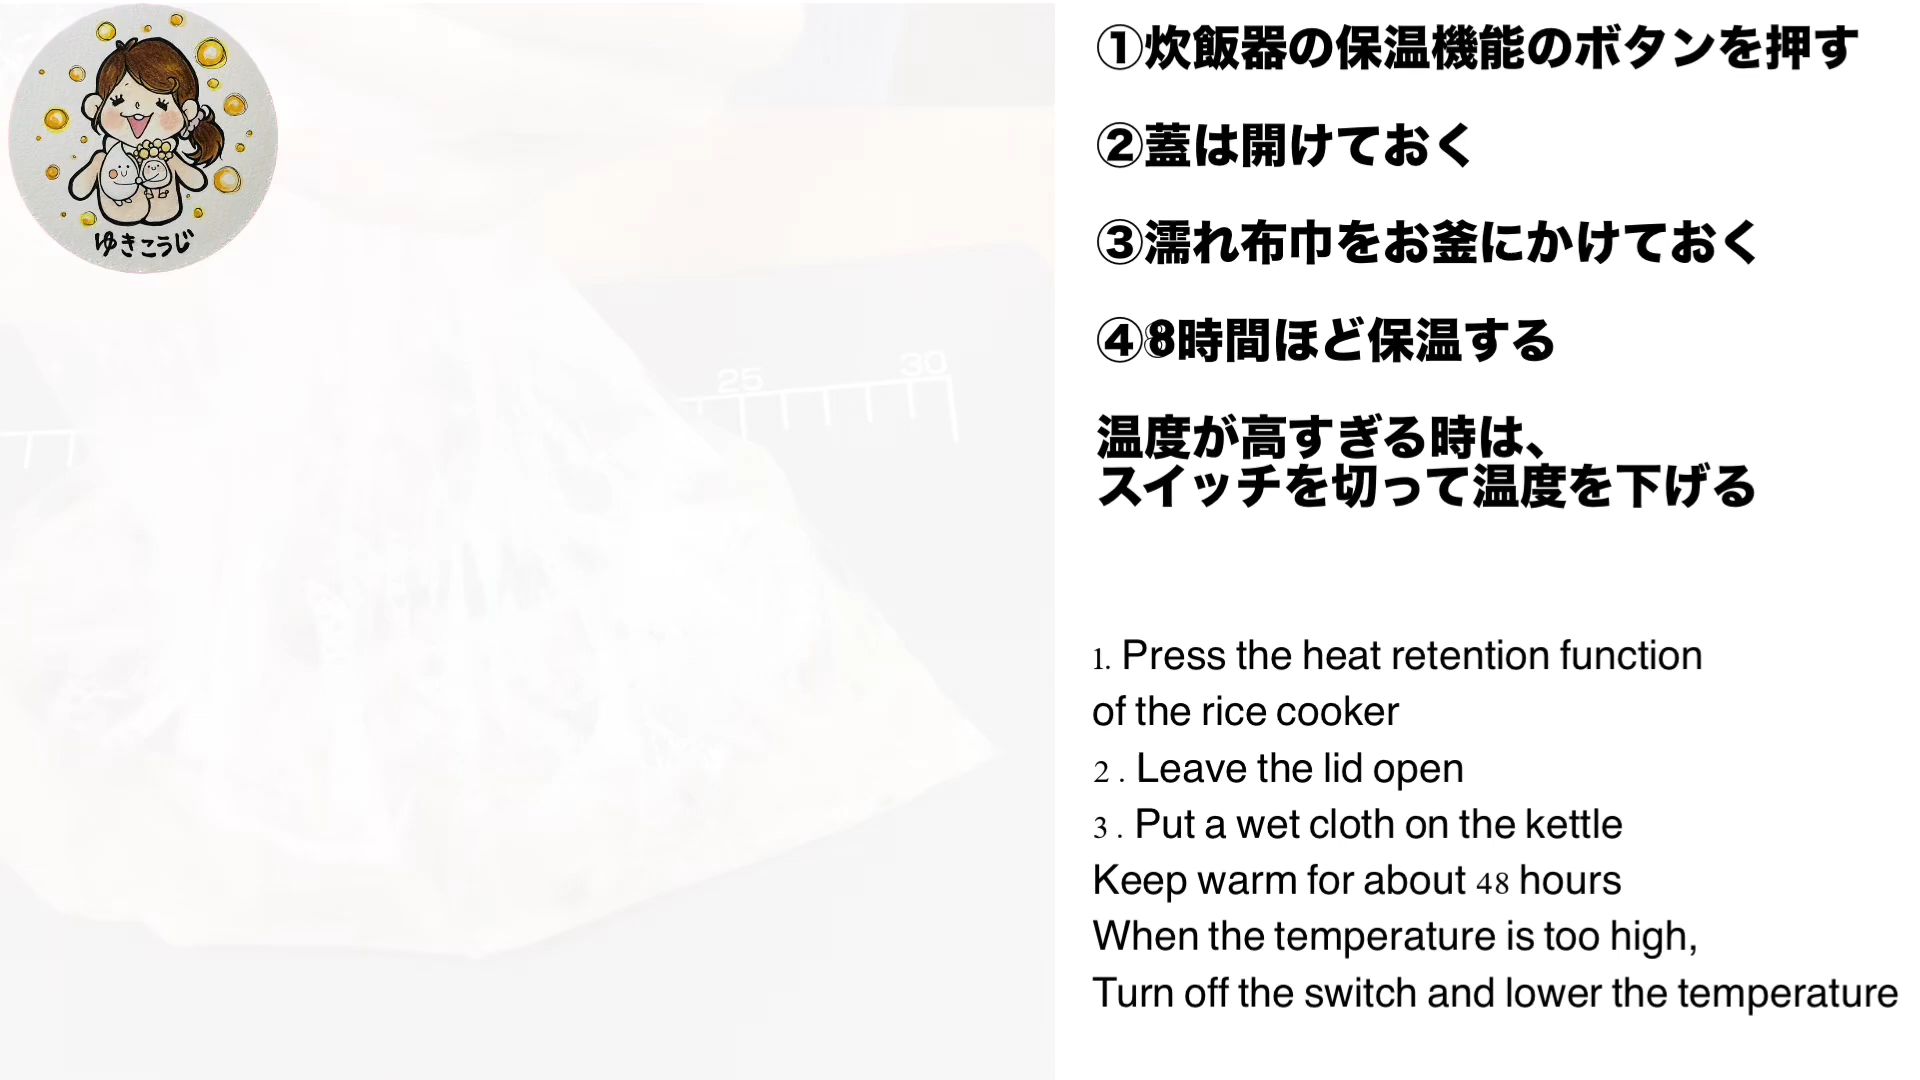 ゆきこうじ
①炊飯器の保温機能のボタンを押す
②蓋は開けておく
③濡れ布巾をお釜にかけておく
④8時間ほど保温する
温度が高すぎる時は、
スイッチを切って温度を下げる
25 30
1. Press the heat retention function
of the rice cooker
2 . Leave the lid open
3 . Put a wet cloth on the kettle
Keep warm for about 48 hours
When the temperature is too high,
Turn off the switch and lower the temperature